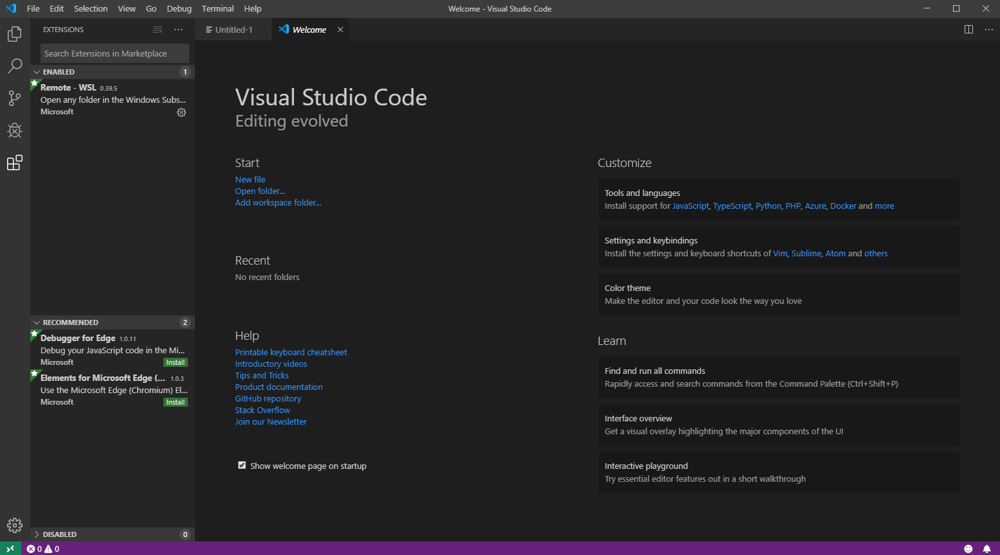 File Edit Selection View Go Debug Terminal Help
Welcome - Visual Studio Code
EXTENSIONS
Search Extensions in Marketplace
ENABLED 1
Remote - WSL 0.39.5
Open any folder in the Windows Subs...
Microsoft
RECOMMENDED 2
Debugger for Edge 1.0.11
Debug your JavaScript code in the Mi...
Microsoft Install
Elements for Microsoft Edge (... 1.0.3
Use the Microsoft Edge (Chromium) El...
Microsoft Install
DISABLED 0
Untitled-1 Welcome
Visual Studio Code
Editing evolved
Start
New file
Open folder...
Add workspace folder...
Recent
No recent folders
Help
Printable keyboard cheatsheet
Introductory videos
Tips and Tricks
Product documentation
GitHub repository
Stack Overflow
Join our Newsletter
Show welcome page on startup
Customize
Tools and languages
Install support for JavaScript, TypeScript, Python, PHP, Azure, Docker and more
Settings and keybindings
Install the settings and keyboard shortcuts of Vim, Sublime, Atom and others
Color theme
Make the editor and your code look the way you love
Learn
Find and run all commands
Rapidly access and search commands from the Command Palette (Ctrl+Shift+P)
Interface overview
Get a visual overlay highlighting the major components of the UI
Interactive playground
Try essential editor features out in a short walkthrough
0 0